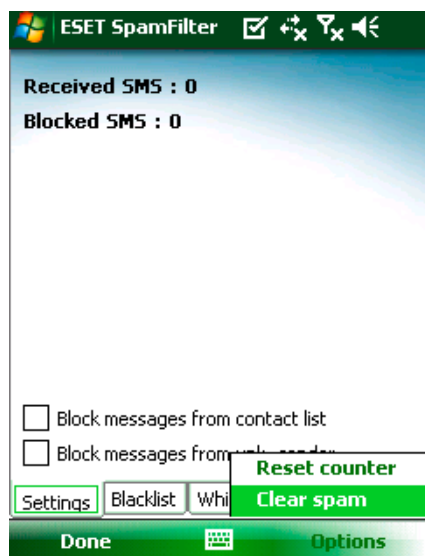 ESET SpamFilter
Received SMS : 0
Blocked SMS : 0
Block messages from contact list
Block messages from
Reset counter
Settings Blacklist Whi Clear spam
Done Options